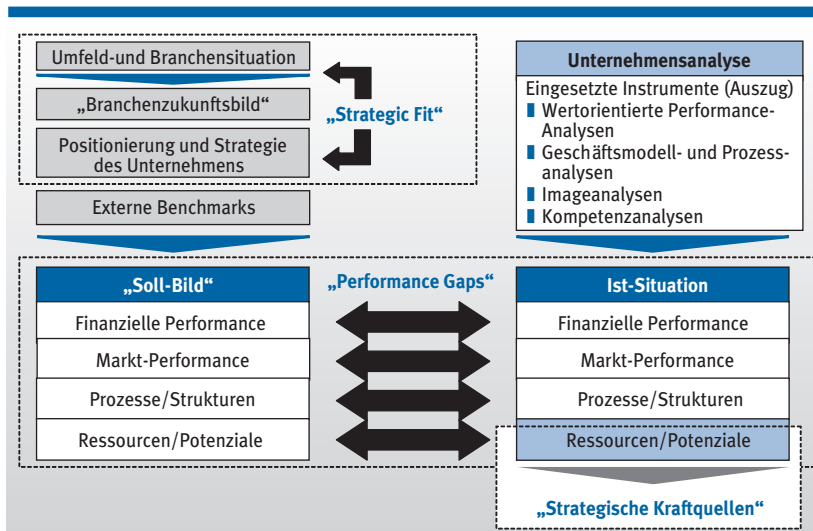 Umfeld-und Branchensituation
„Branchenzukunftsbild“
„Strategic Fit“
Positionierung und Strategie
des Unternehmens
Externe Benchmarks
Unternehmensanalyse
Eingesetzte Instrumente (Auszug)
Wertorientierte Performance-
Analysen
Geschäftsmodell- und Prozess-
analysen
Imageanalysen
Kompetenzanalysen
„Soll-Bild“
Finanzielle Performance
Markt-Performance
Prozesse/Strukturen
Ressourcen/Potenziale
„Performance Gaps“
Ist-Situation
Finanzielle Performance
Markt-Performance
Prozesse/Strukturen
Ressourcen/Potenziale
„Strategische Kraftquellen“